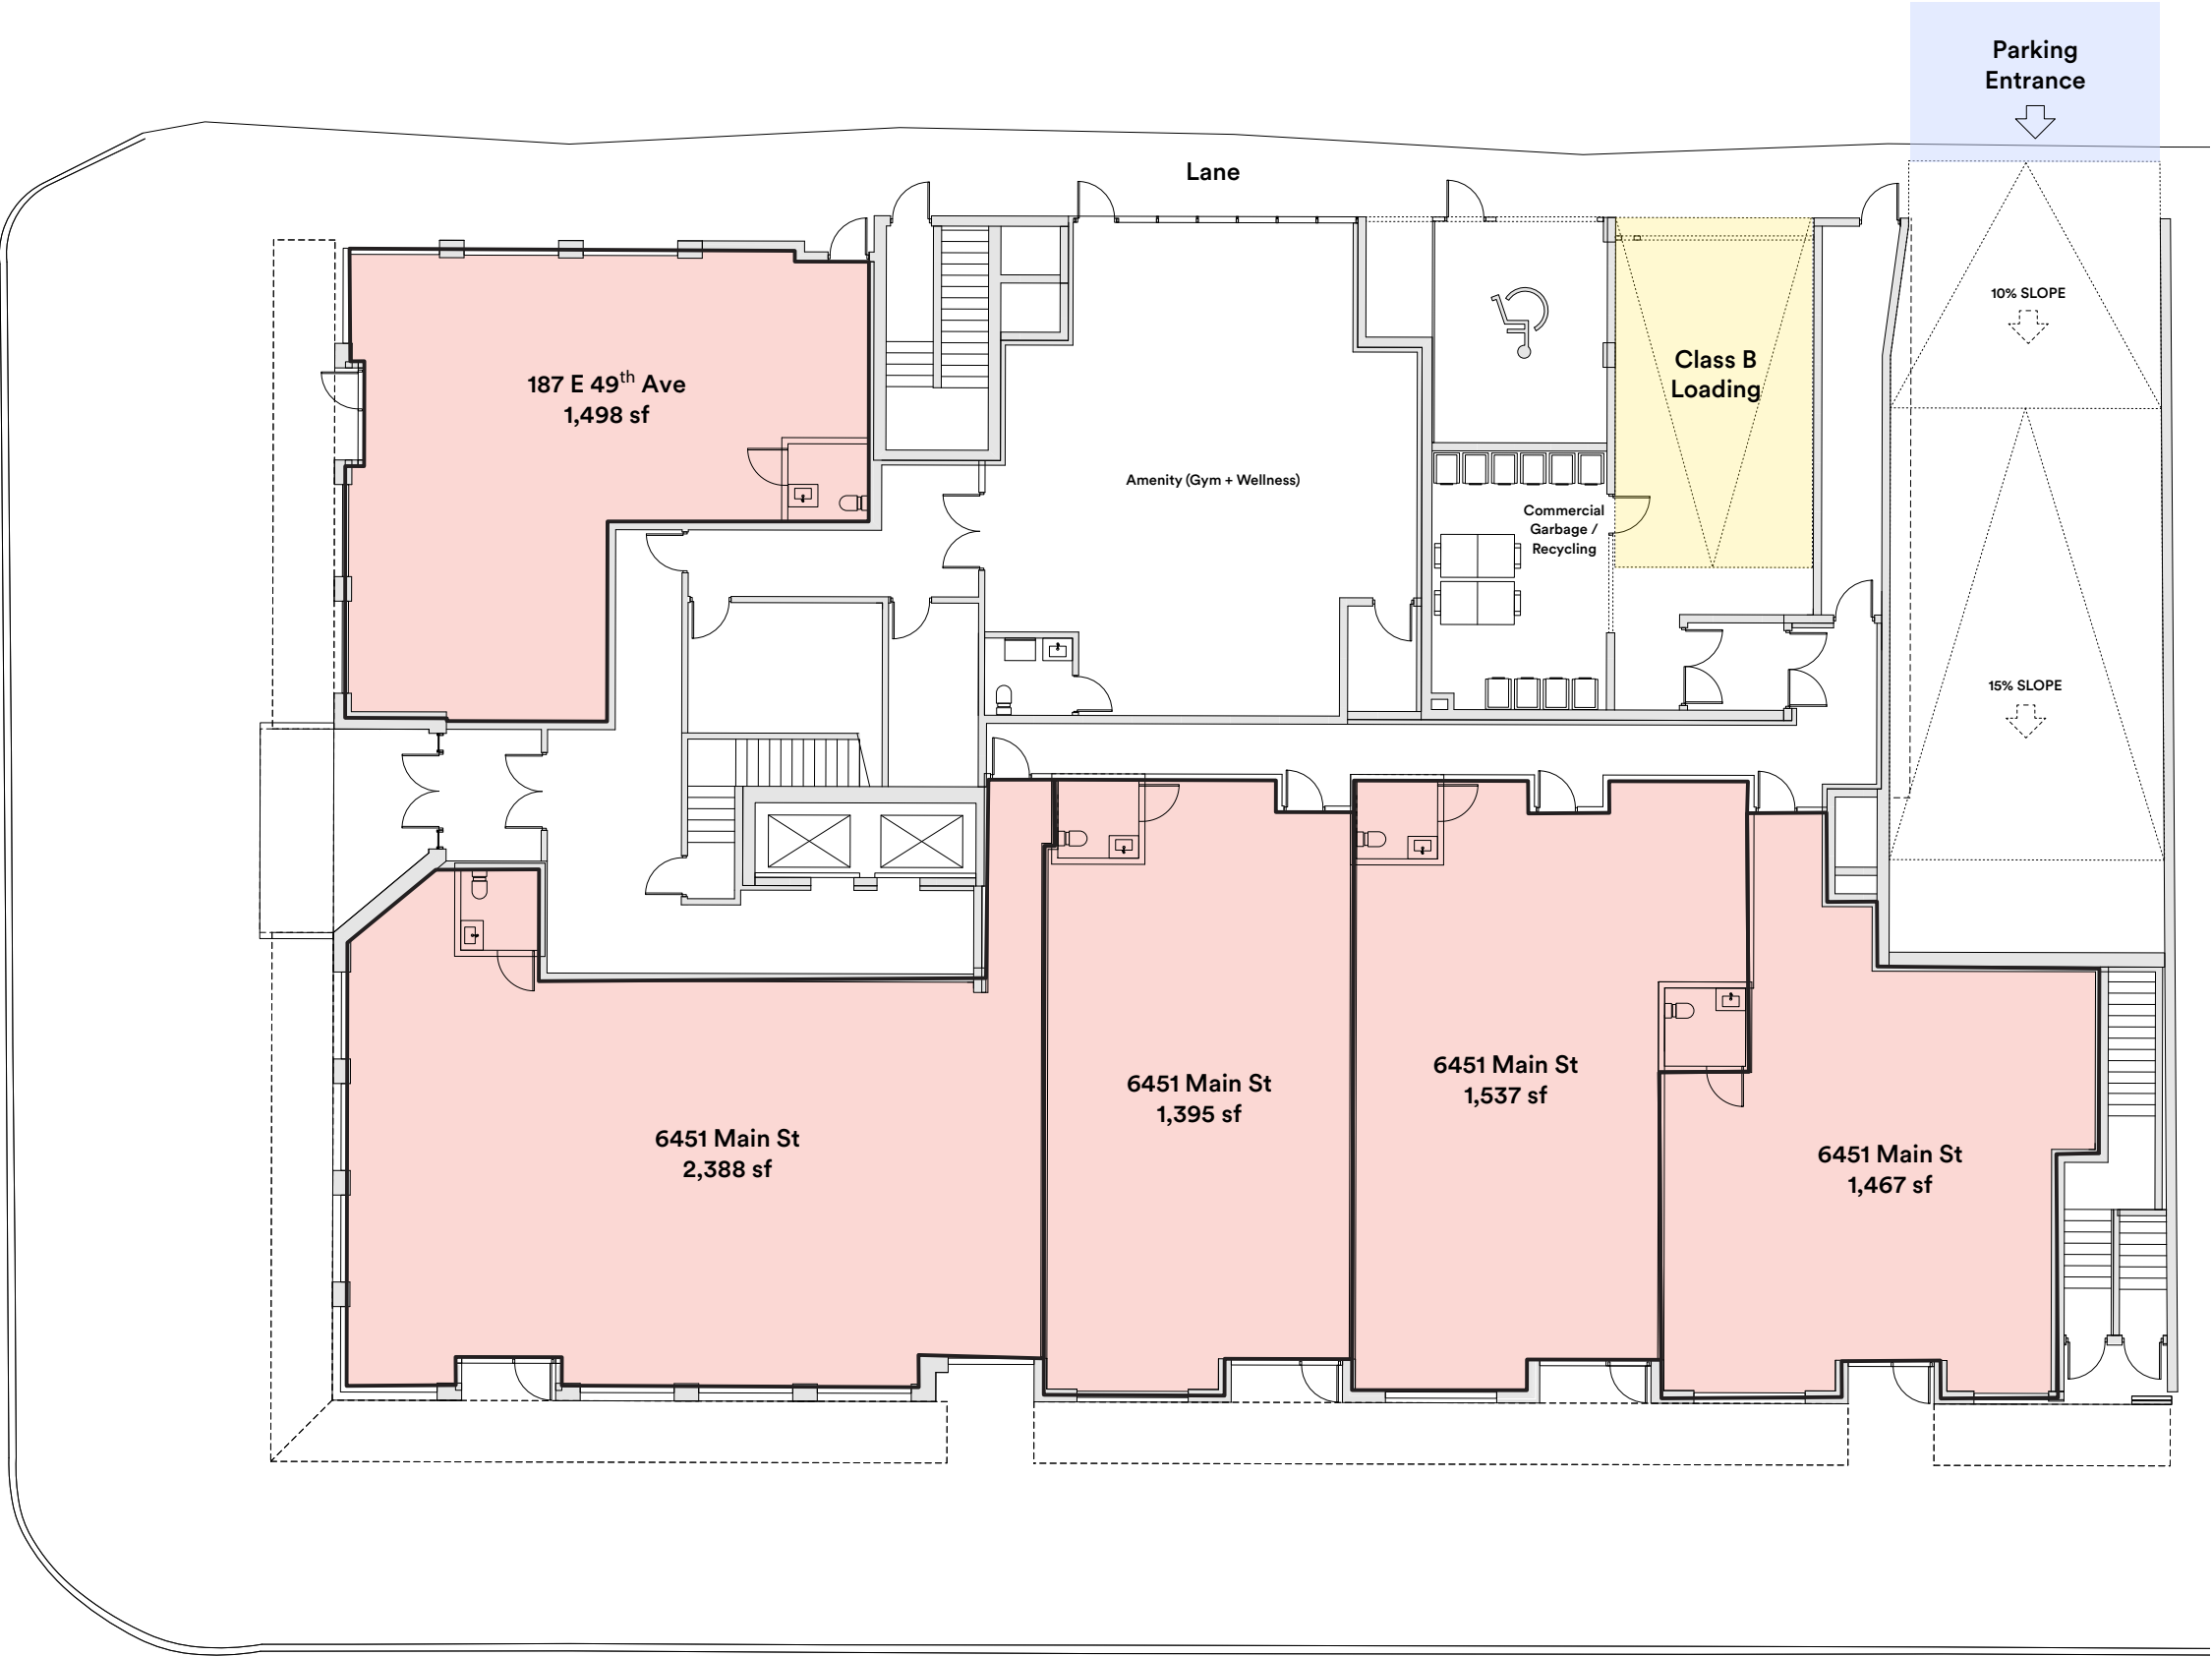 Parking
Entrance
Lane
10% SLOPE
187 E 49th Ave
1,498 sf
Class B
Loading
Amenity (Gym + Wellness)
Commercial
Garbage /
Recycling
15% SLOPE
6451 Main St
2,388 sf
6451 Main St
1,395 sf
6451 Main St
1,537 sf
6451 Main St
1,467 sf